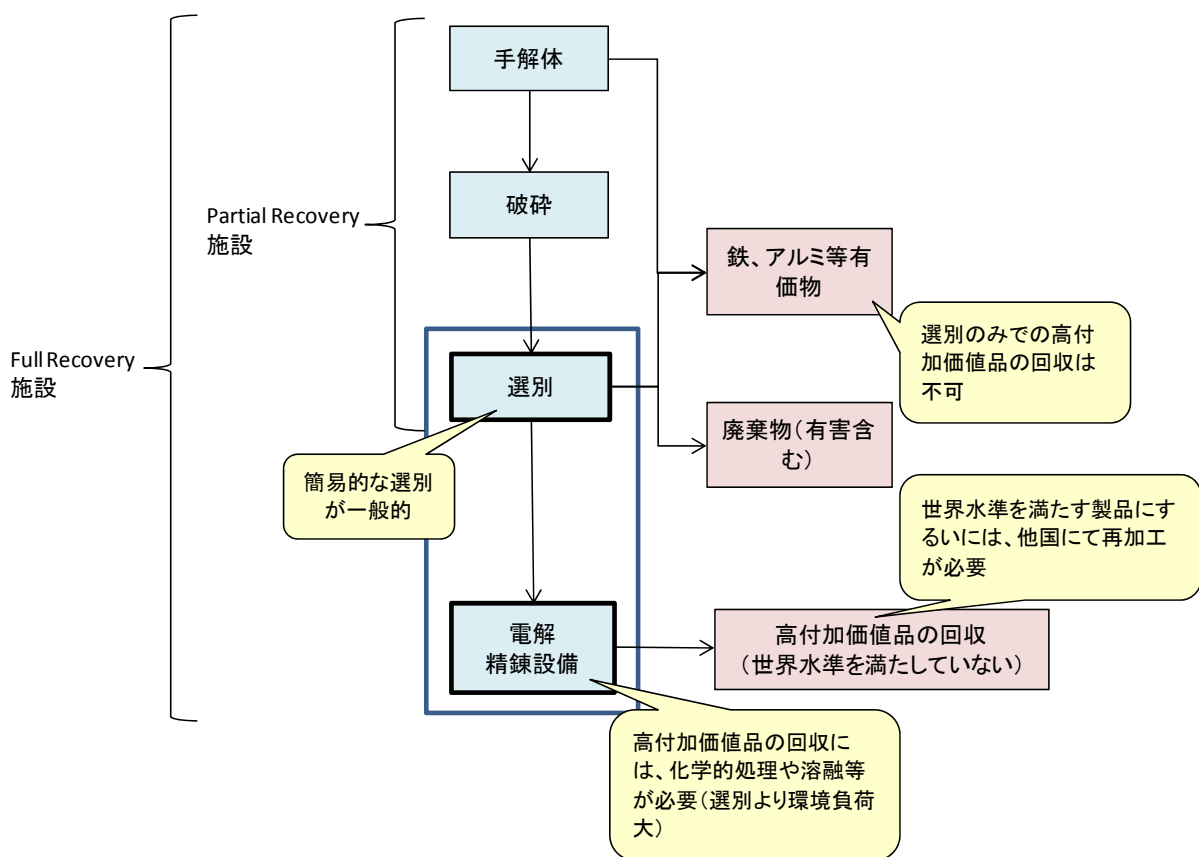 手解体
破砕
Partial Recovery
施設
鉄、アルミ等有
価物
選別のみでの高付
加価値品の回収は
不可
Full Recovery
施設
選別
廃棄物（有害含
む）
簡易的な選別
が一般的
世界水準を満たす製品にす
るいには、他国にて再加工
が必要
電解
精錬設備
高付加価値品の回収
（世界水準を満たしていない）
高付加価値品の回収に
は、化学的処理や溶融等
が必要（選別より環境負荷
大）